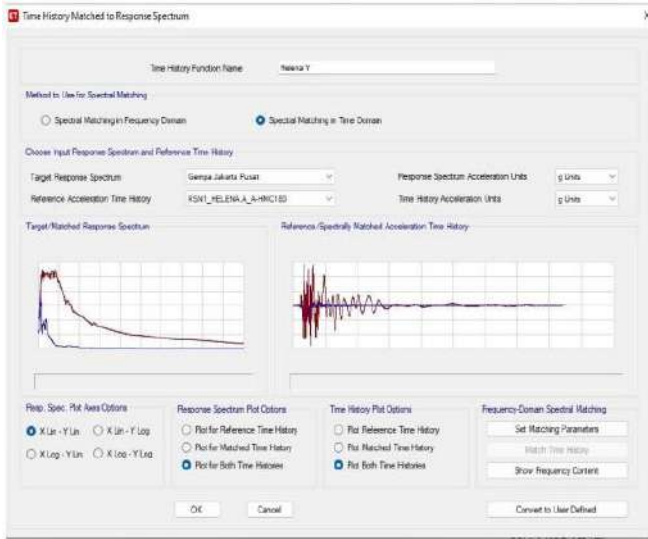 ET Time History Matched to Response Spectrum X
Time History Function Name Helena Y
Method to Use for Spectral Matching
Spectral Matching in Frequency Domain Spectral Matching in Time Domain
Choose Input Response Spectrum and Reference Time History
Target Response Spectrum Gempa Jakarta Pusat Response Spectrum Acceleration Units g Units
Reference Acceleration Time History RSN1_HELENA.A_A-HMC180 Time History Acceleration Units g Units
Target/Matched Response Spectrum Reference/Spectrally Matched Acceleration Time History
Resp. Spec. Plot Axes Options Response Spectrum Plot Options Time History Plot Options Frequency-Domain Spectral Matching
X Lin - Y Lin X Lin - Y Log Plot for Reference Time History Plot Reference Time History Set Matching Parameters
X Log - Y Lin X Log - Y Log Plot for Matched Time History Plot Matched Time History Match Time History
Plot for Both Time Histories Plot Both Time Histories Show Frequency Content
OK Cancel Convert to User Defined